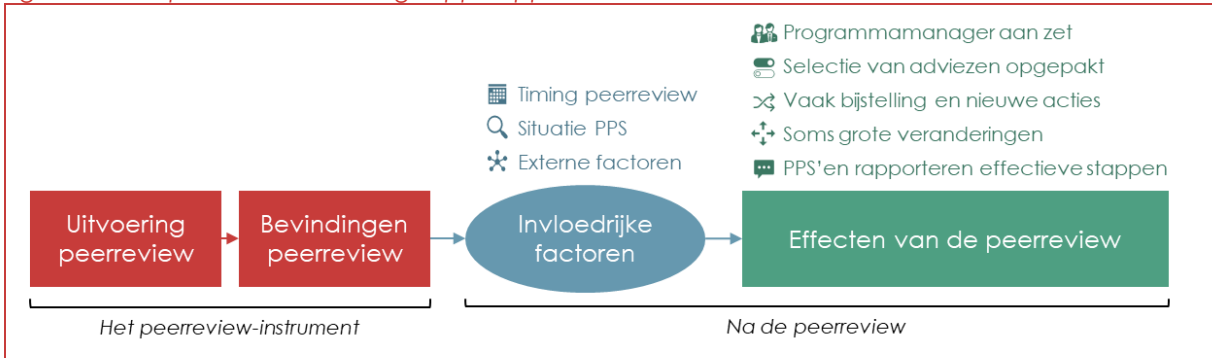 Programmamanager aan zet
Selectie van adviezen opgepakt
Vaak bijstelling en nieuwe acties
Soms grote veranderingen
PPS'en rapporteren effectieve stappen
Timing peerreview
Situatie PPS
Externe factoren
Uitvoering
peerreview
Bevindingen
peerreview
Invloedrijke
factoren
Effecten van de peerreview
Het peerreview-instrument
Na de peerreview